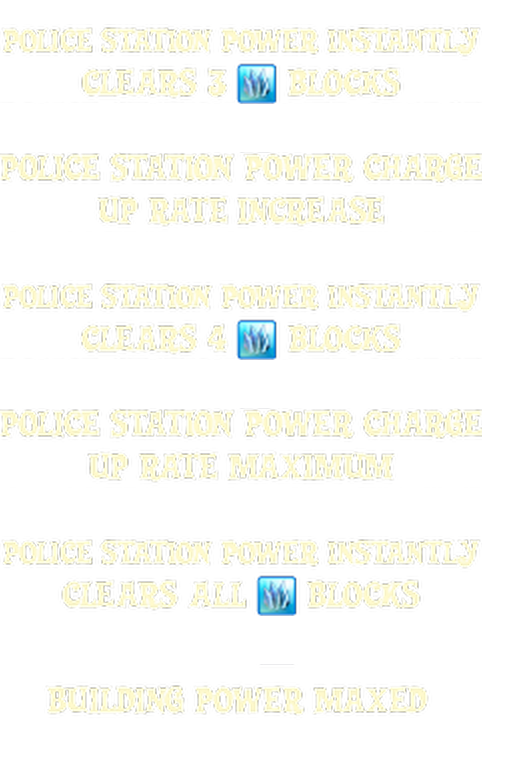 POLICE STATION POWER INSTANTLY
CLEARS 3 BLOCKS
POLICE STATION POWER CHARGE
UP RATE INCREASE
POLICE STATION POWER INSTANTLY
CLEARS 4 BLOCKS
POLICE STATION POWER CHARGE
UP RATE MAXIMUM
POLICE STATION POWER INSTANTLY
CLEARS ALL BLOCKS
BUILDING POWER MAXED